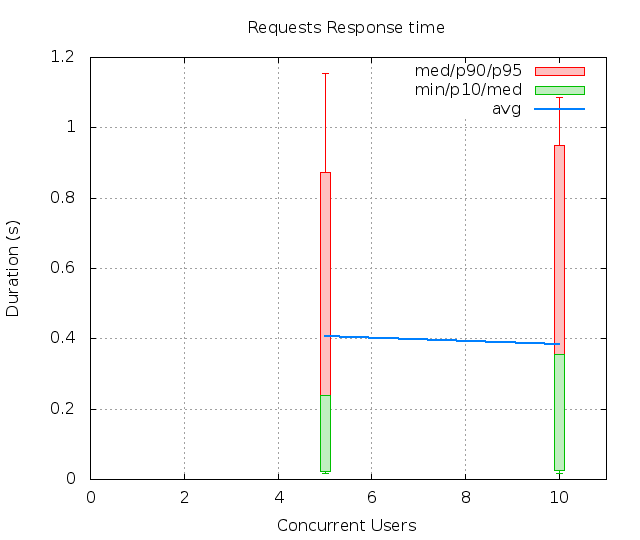 Requests Response time
1.2
1
0.8
0.6
0.4
0.2
0
0 2 4 6 8 10
Duration (s)
Concurrent Users
med/p90/p95
min/p10/med
avg